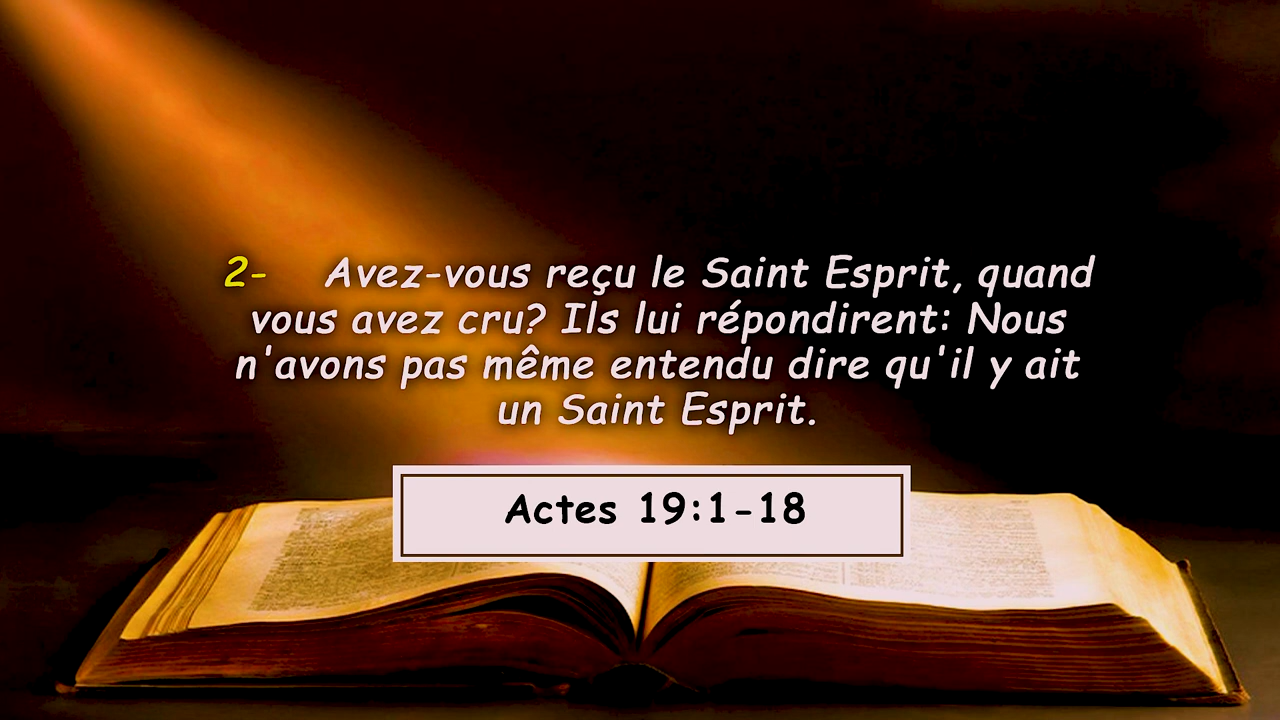 2- Avez-vous reçu le Saint Esprit, quand
vous avez cru? Ils lui répondirent: Nous
n'avons pas même entendu dire qu'il y ait
un Saint Esprit.
Actes 19:1-18